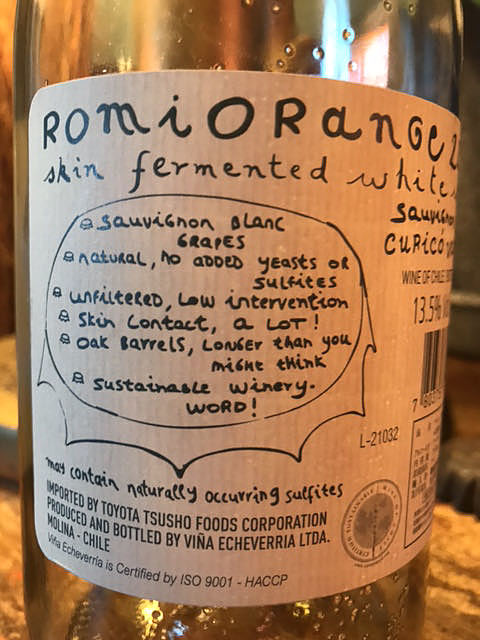 ROMIORANGE 2
skin fermented white
Sauvignon
CURICÓ
Sauvignon Blanc
GRAPES
natural, no added yeasts or
sulfites
unfiltered, Low intervention
Skin Contact, a LOT!
Oak Barrels, Longer than you
might think
Sustainable winery.
WORD!
WINE OF CHILE
13.5%
L-21032
may contain naturally occurring sulfites
IMPORTED BY TOYOTA TSUSHO FOODS CORPORATION
PRODUCED AND BOTTLED BY VIÑA ECHEVERRIA LTDA.
MOLINA - CHILE
Viña Echeverria is Certified by ISO 9001 - HACCP